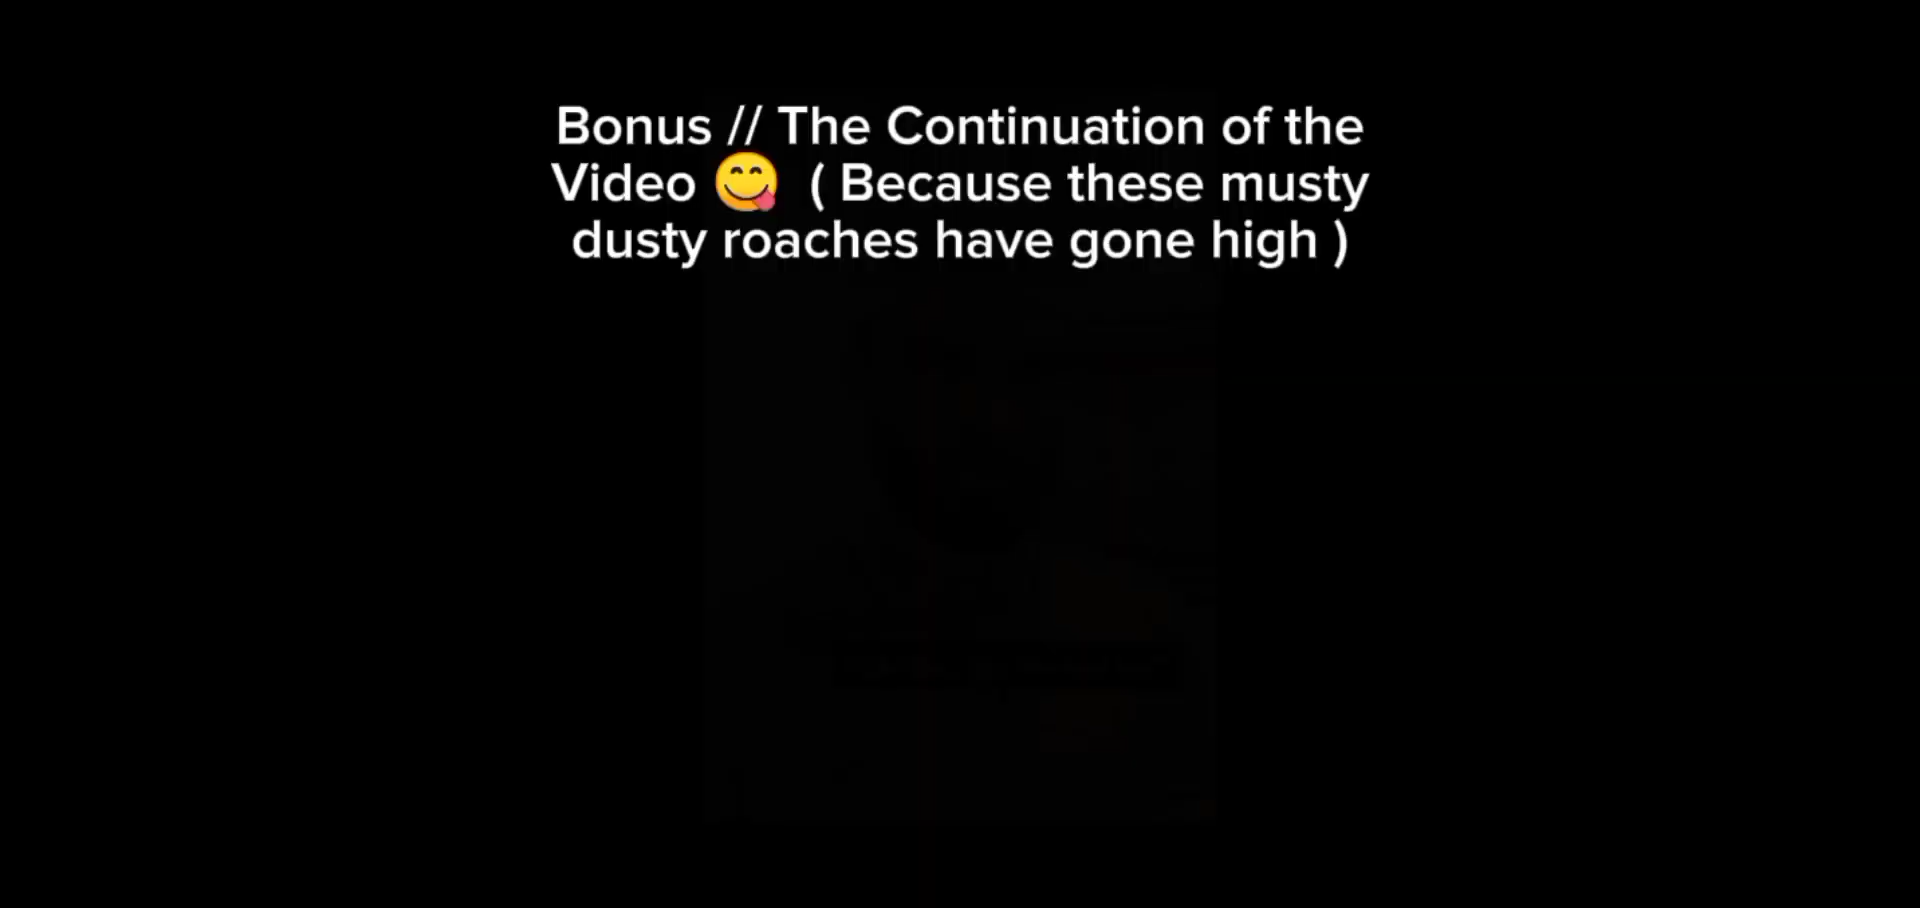 Bonus // The Continuation of the
Video 😋 ( Because these musty
dusty roaches have gone high )